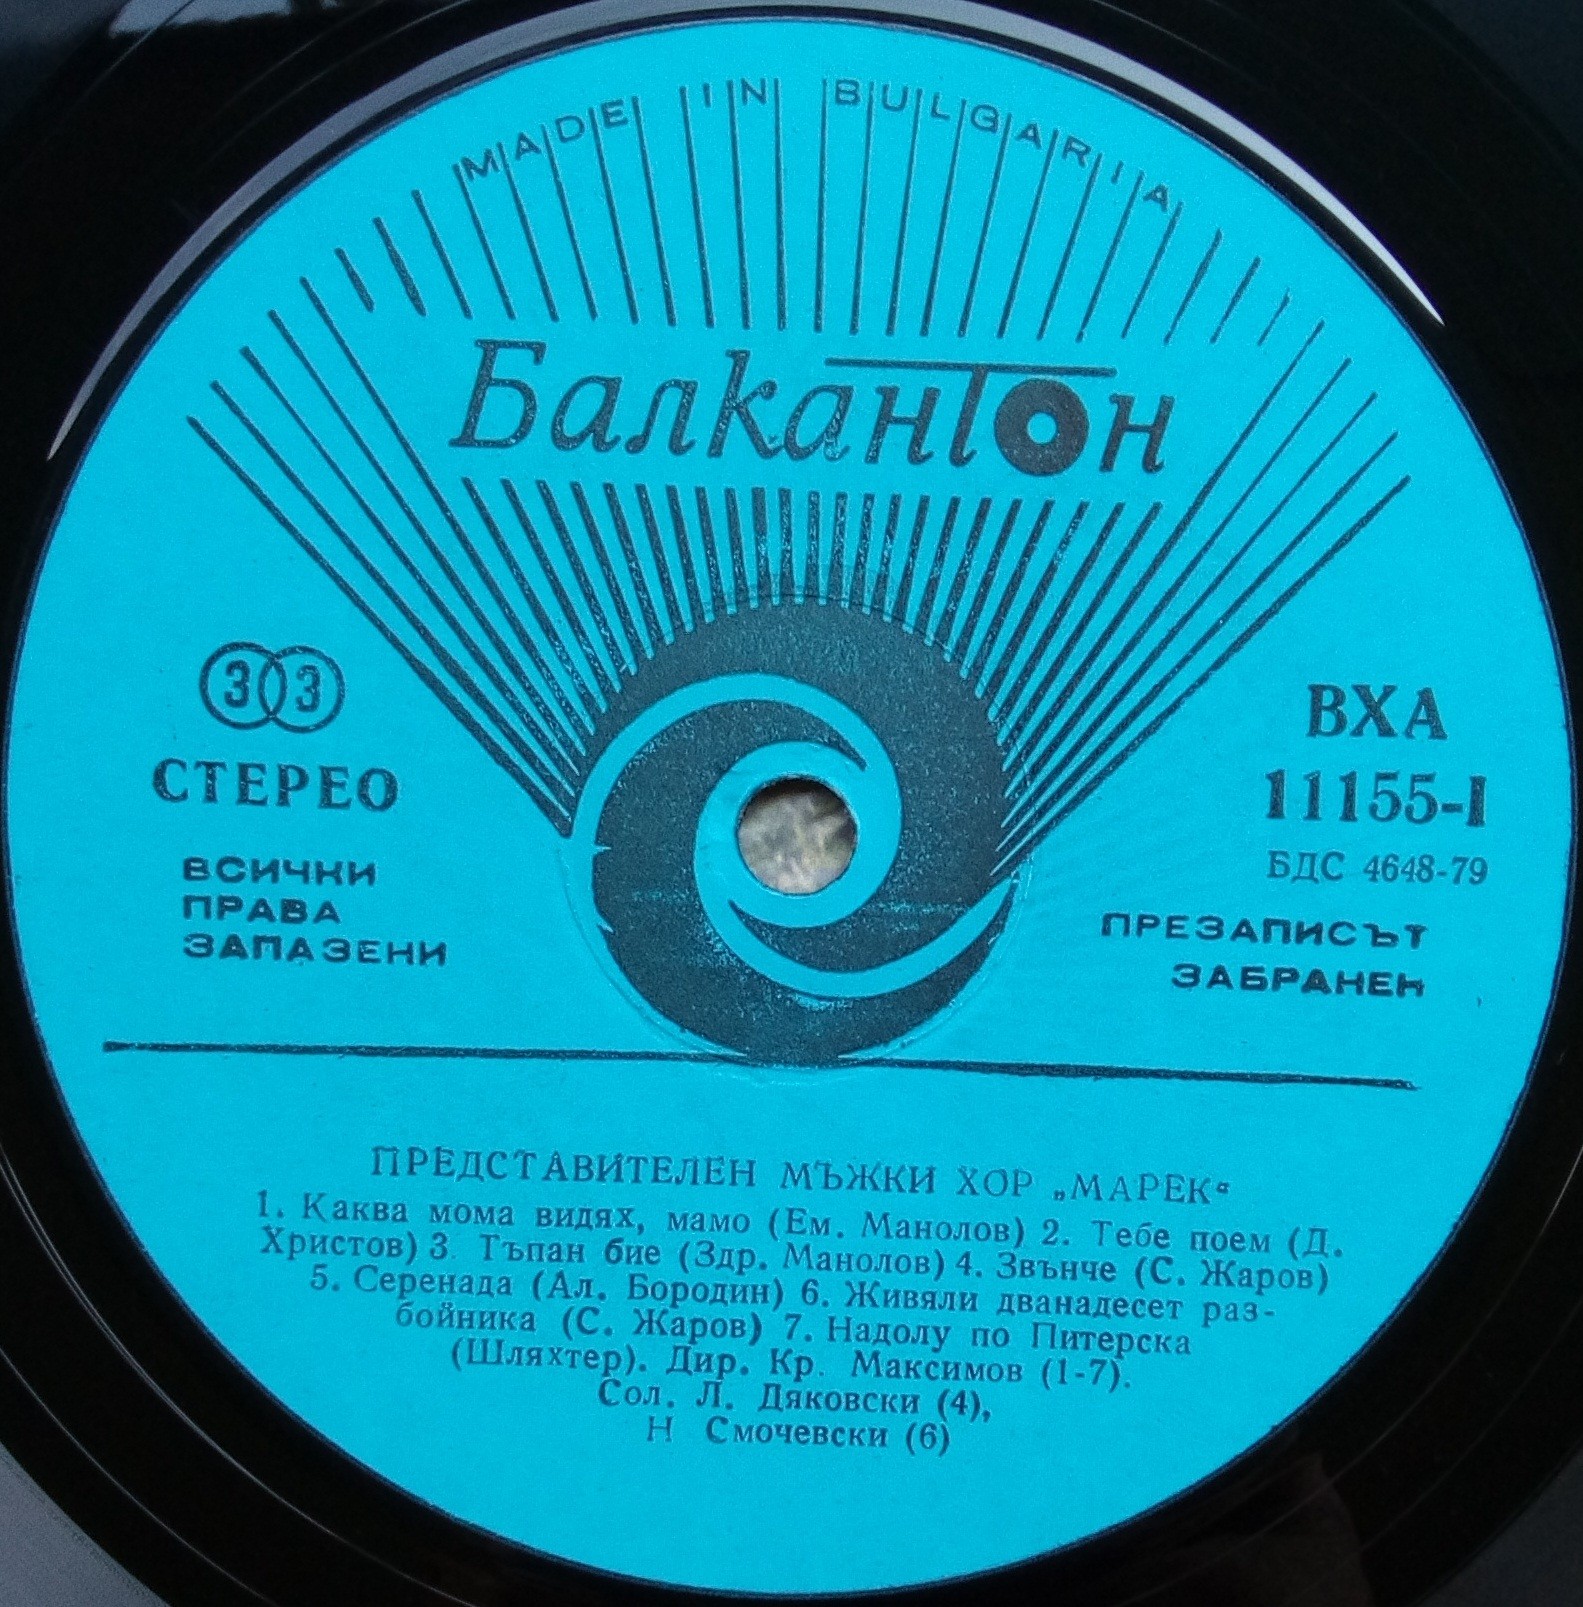 MADE IN BULGARIA
Балкантон
33
СТЕРЕО
ВСИЧКИ
ПРАВА
ЗАПАЗЕНИ
ВХА
11155-I
БДС 4648-79
ПРЕЗАПИСЪТ
ЗАБРАНЕН
ПРЕДСТАВИТЕЛЕН МЪЖКИ ХОР „МАРЕК“
1. Каква мома видях, мамо (Ем. Манолов) 2. Тебе поем (Д.
Христов) 3. Тъпан бие (Здр. Манолов) 4. Звънче (С. Жаров)
5. Серенада (Ал. Бородин) 6. Живяли дванадесет раз-
бойника (С. Жаров) 7. Надолу по Питерска
(Шляхтер). Дир. Кр. Максимов (1-7).
Сол. Л. Дяковски (4),
Н Смочевски (6)